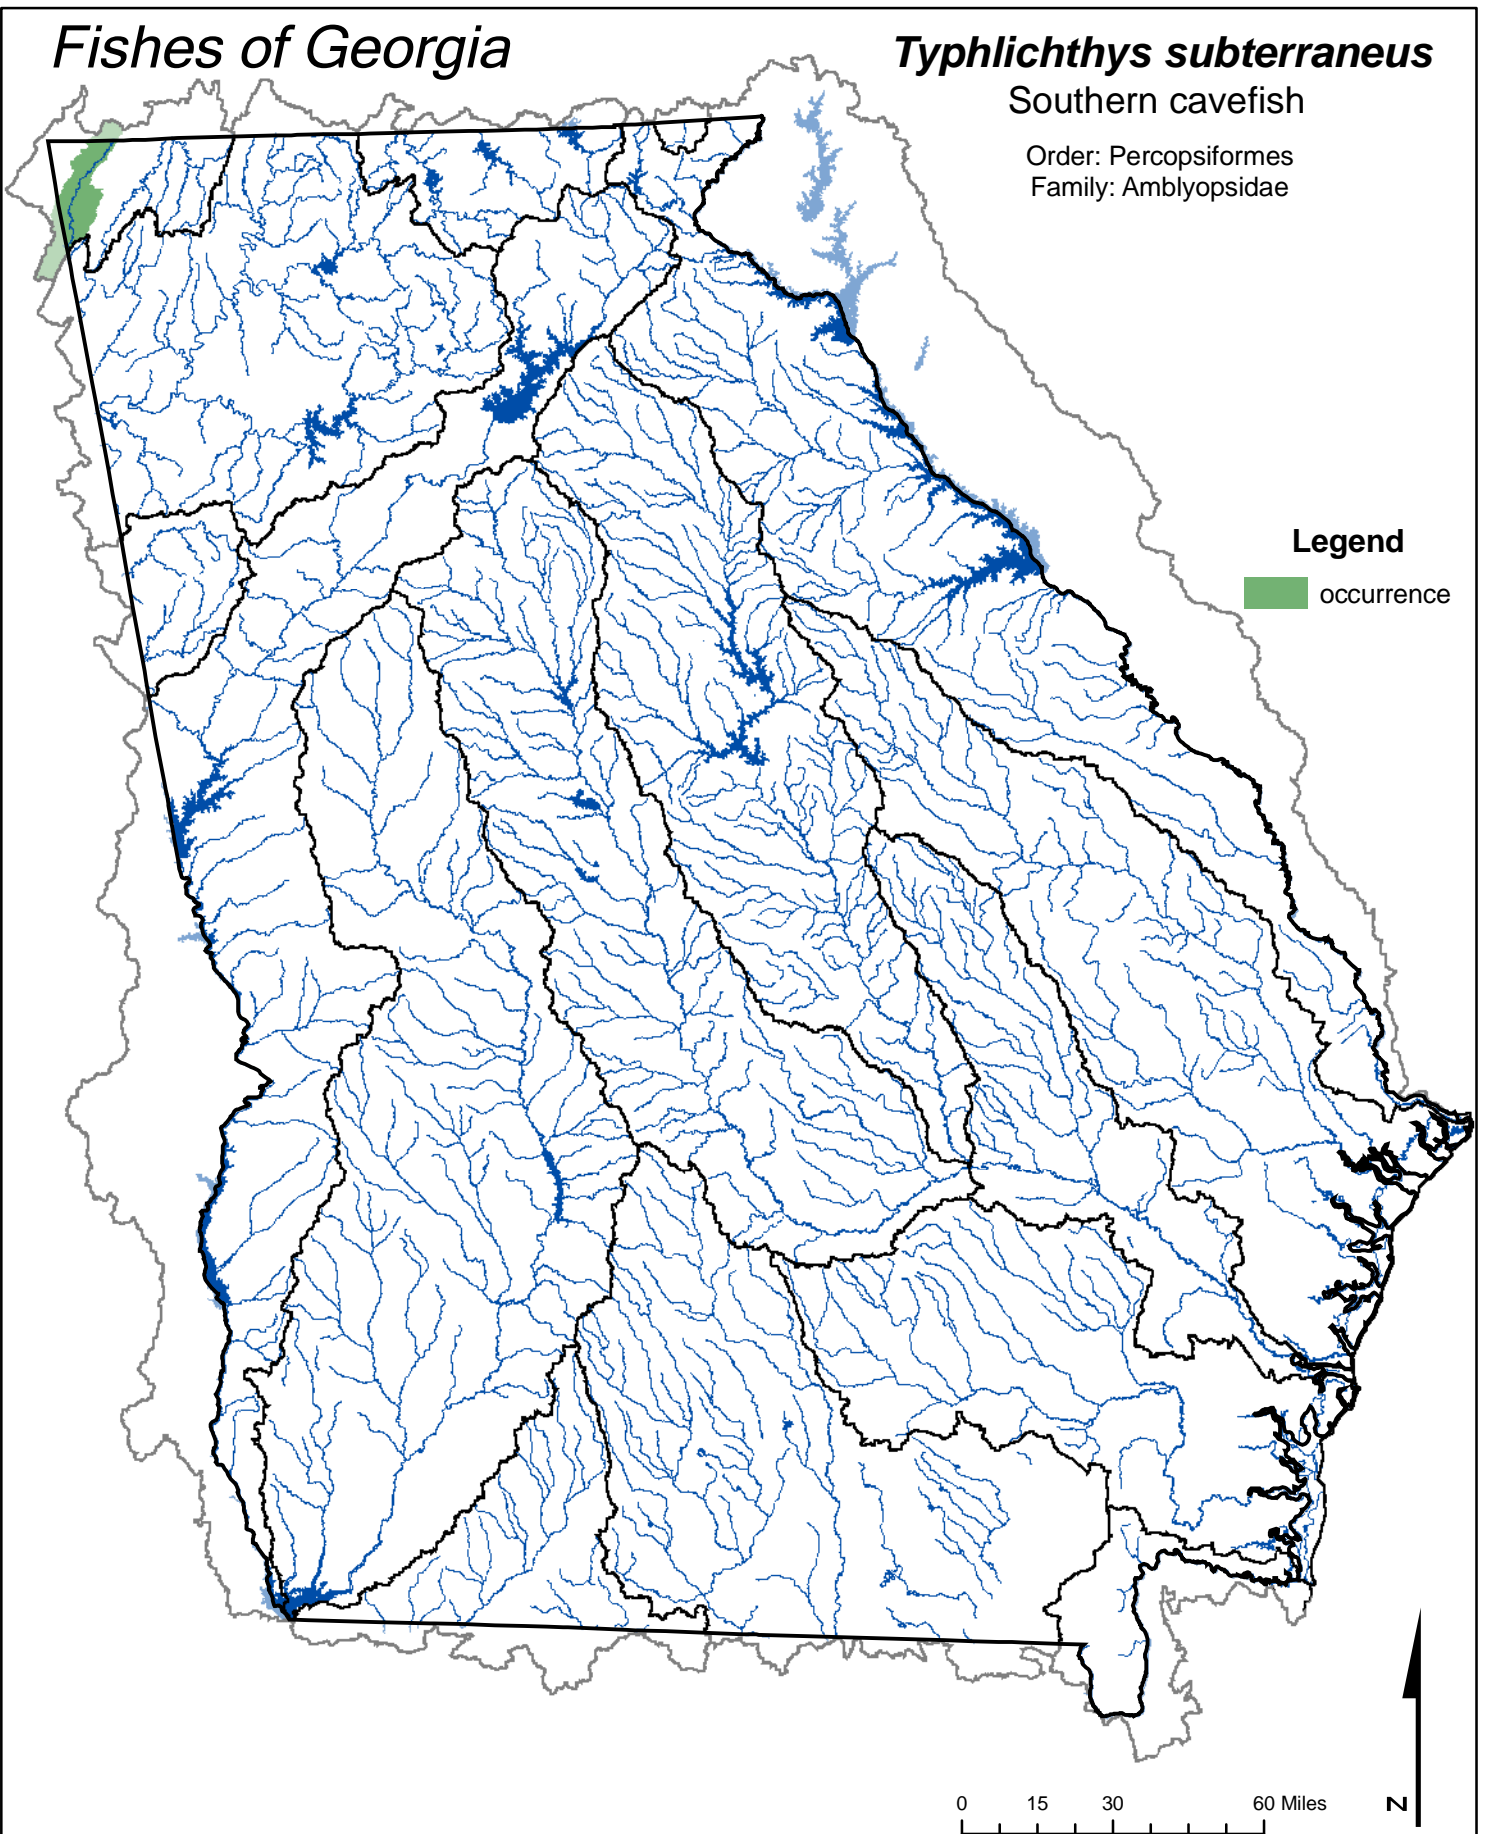 Fishes of Georgia
Typhlichthys subterraneus
Southern cavefish
Order: Percopsiformes
Family: Amblyopsidae
Legend
occurrence
0 15 30 60 Miles
N